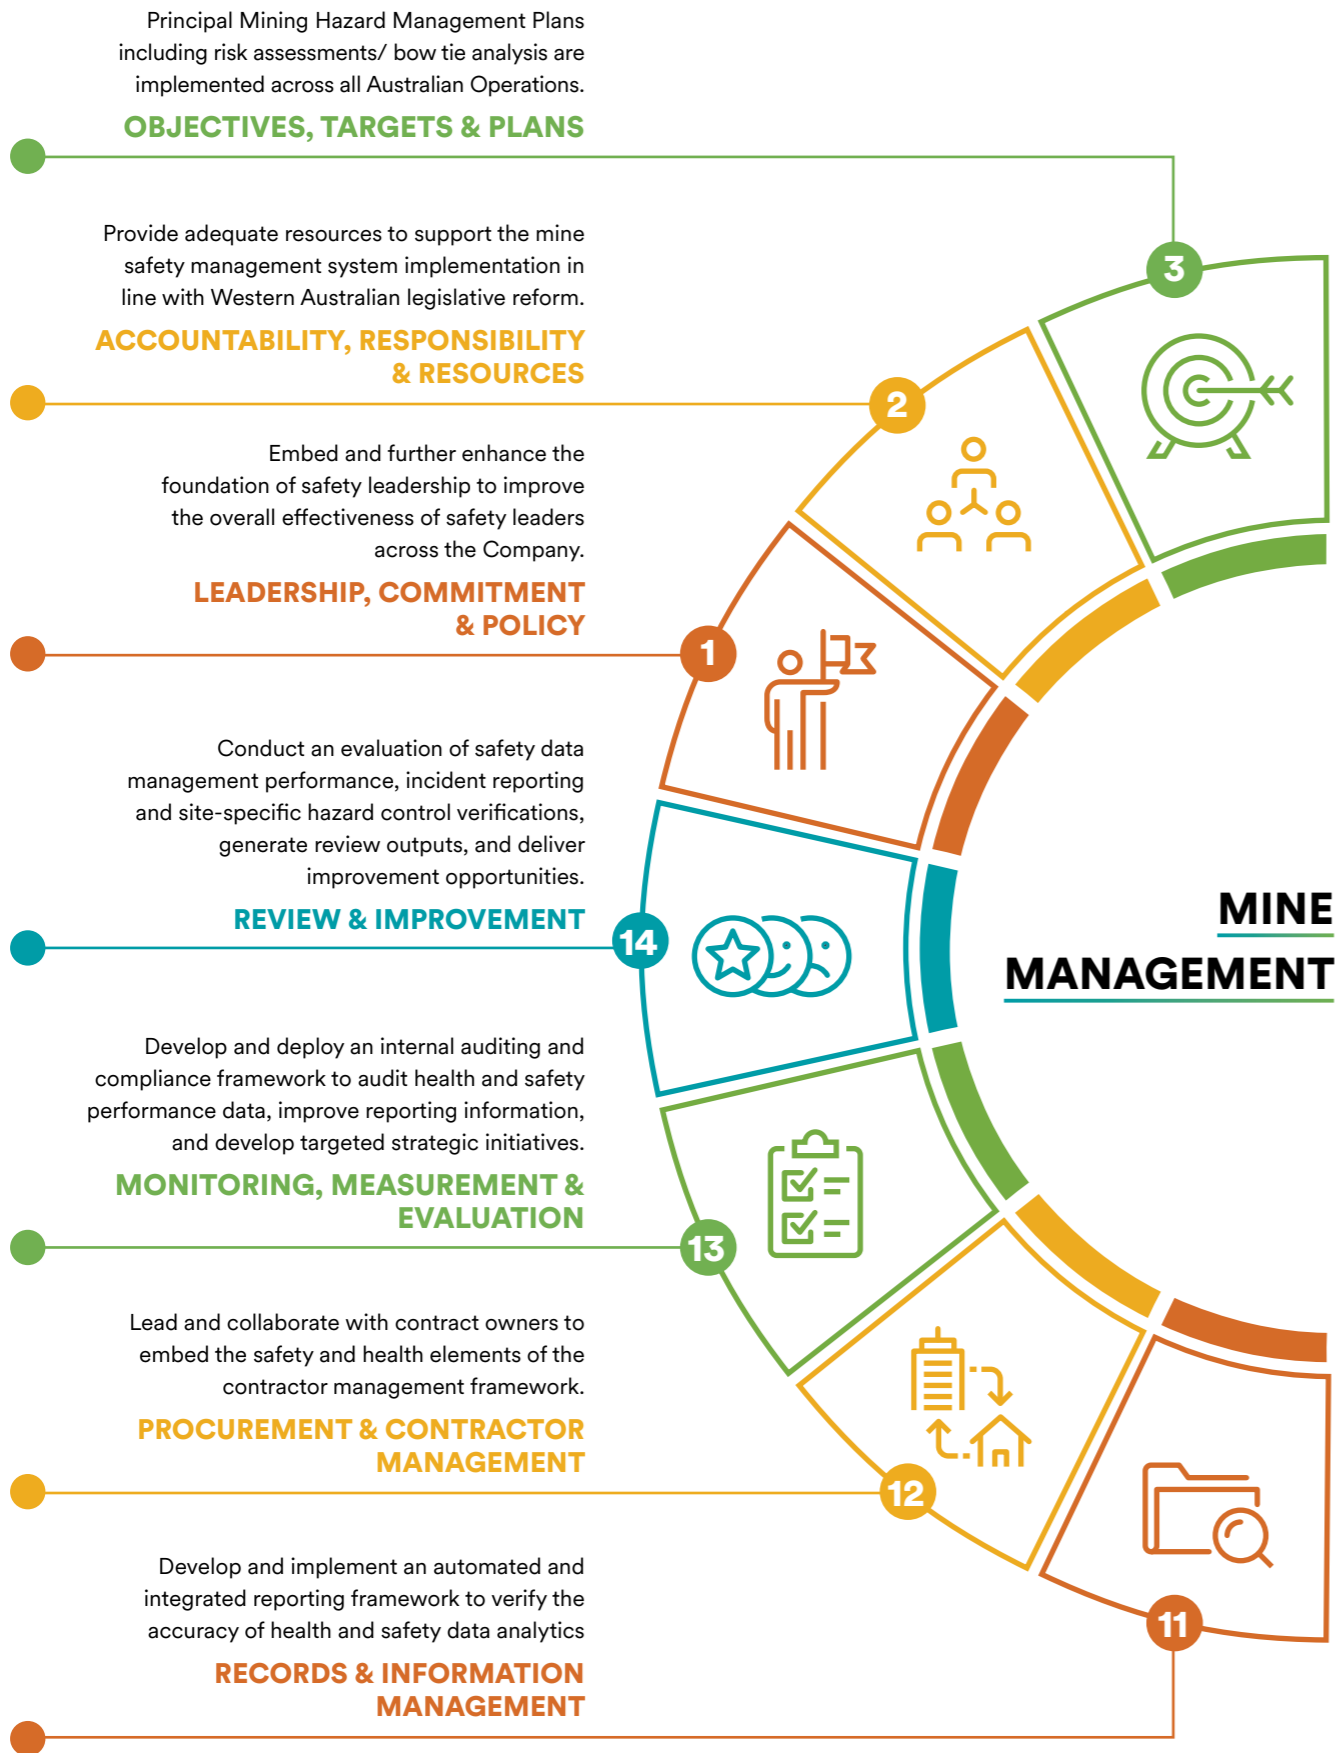 Principal Mining Hazard Management Plans
including risk assessments/ bow tie analysis are
implemented across all Australian Operations.
OBJECTIVES, TARGETS & PLANS
3
Provide adequate resources to support the mine
safety management system implementation in
line with Western Australian legislative reform.
ACCOUNTABILITY, RESPONSIBILITY
& RESOURCES
2
Embed and further enhance the
foundation of safety leadership to improve
the overall effectiveness of safety leaders
across the Company.
LEADERSHIP, COMMITMENT
& POLICY
1
Conduct an evaluation of safety data
management performance, incident reporting
and site-specific hazard control verifications,
generate review outputs, and deliver
improvement opportunities.
REVIEW & IMPROVEMENT
14
MINE
MANAGEMENT
Develop and deploy an internal auditing and
compliance framework to audit health and safety
performance data, improve reporting information,
and develop targeted strategic initiatives.
MONITORING, MEASUREMENT &
EVALUATION
13
Lead and collaborate with contract owners to
embed the safety and health elements of the
contractor management framework.
PROCUREMENT & CONTRACTOR
MANAGEMENT
12
Develop and implement an automated and
integrated reporting framework to verify the
accuracy of health and safety data analytics
RECORDS & INFORMATION
MANAGEMENT
11